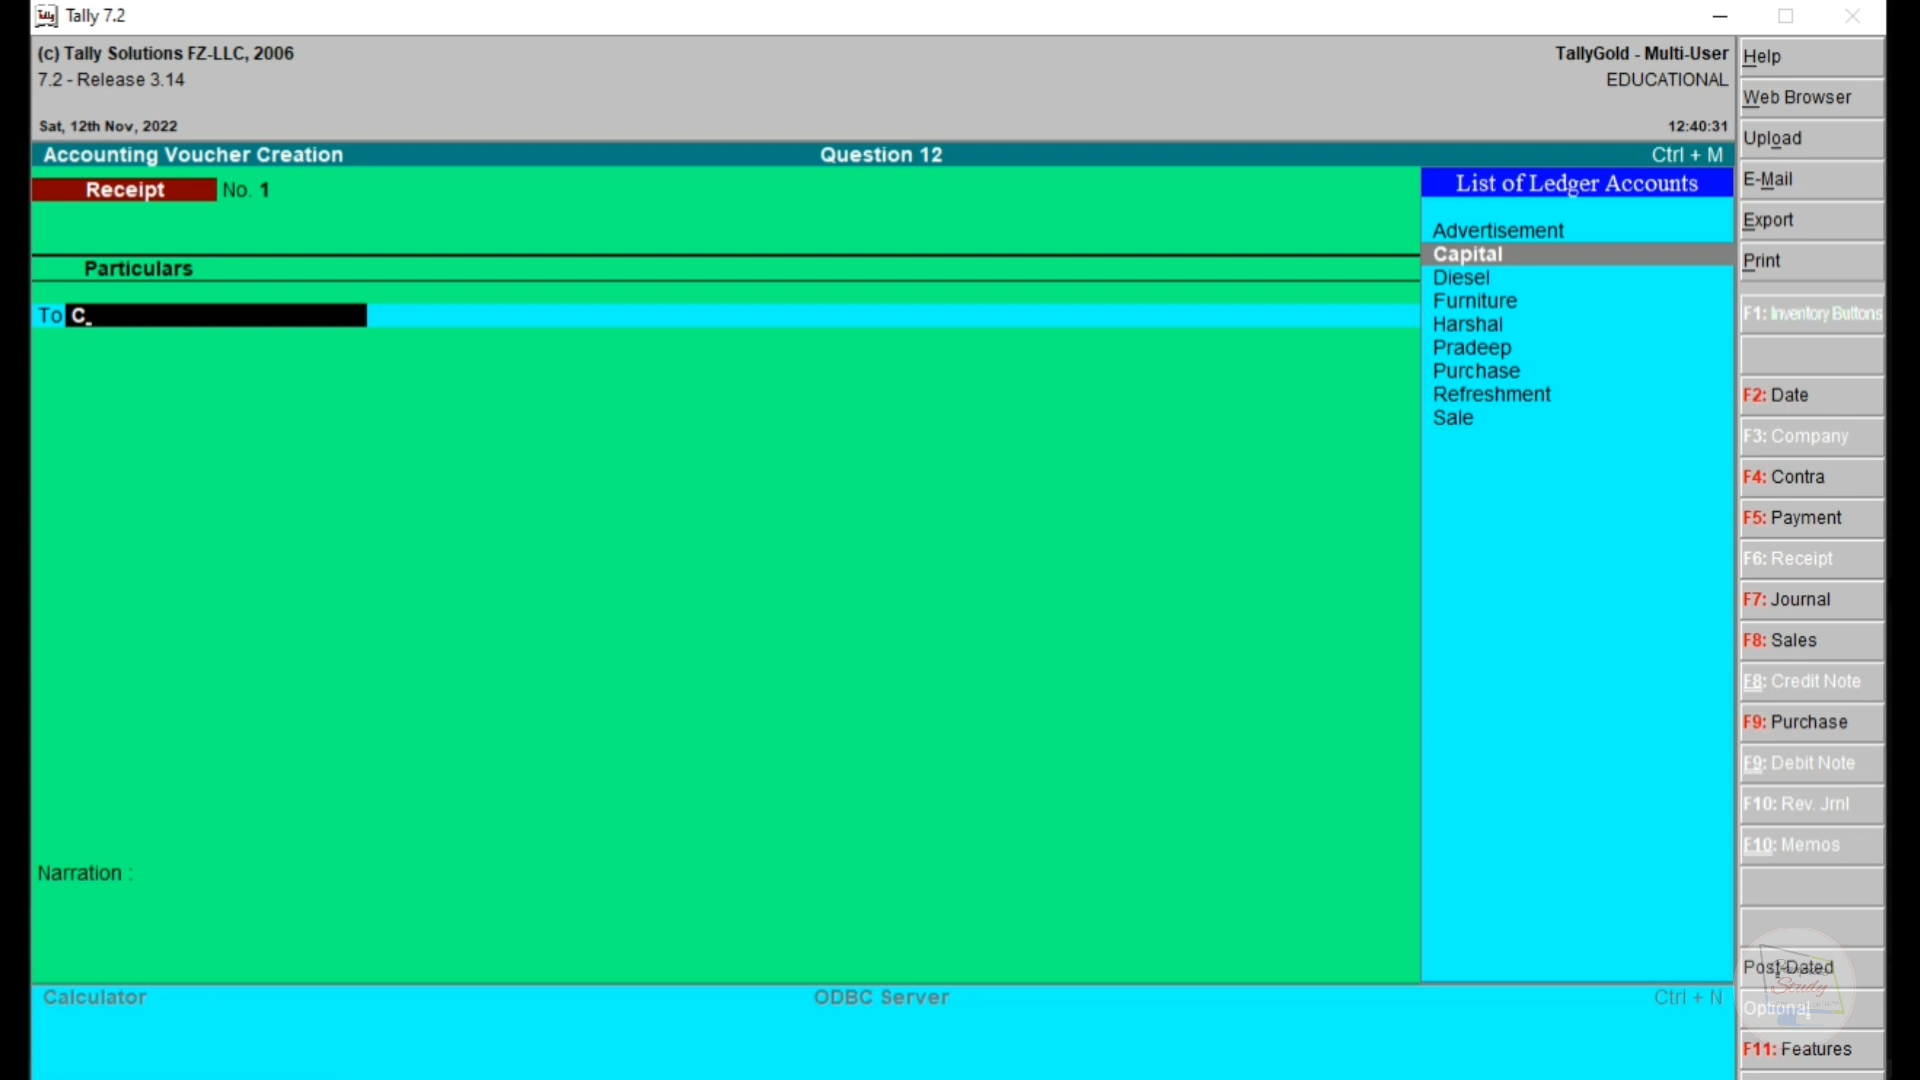 Tally 7.2
(c) Tally Solutions FZ-LLC, 2006
TallyGold - Multi-User
7.2 - Release 3.14
EDUCATIONAL
Sat, 12th Nov, 2022
12:40:31
Accounting Voucher Creation
Question 12
Ctrl + M
Receipt No. 1
Particulars
To C
Narration :
List of Ledger Accounts
Advertisement
Capital
Diesel
Furniture
Harshal
Pradeep
Purchase
Refreshment
Sale
Calculator
ODBC Server
Ctrl + N
Help
Web Browser
Upload
E-Mail
Export
Print
F1: Inventory Buttons
F2: Date
F3: Company
F4: Contra
F5: Payment
F6: Receipt
F7: Journal
F8: Sales
F8: Credit Note
F9: Purchase
F9: Debit Note
F10: Rev. Jrnl
F10: Memos
Post-Dated
Study
Optional
F11: Features